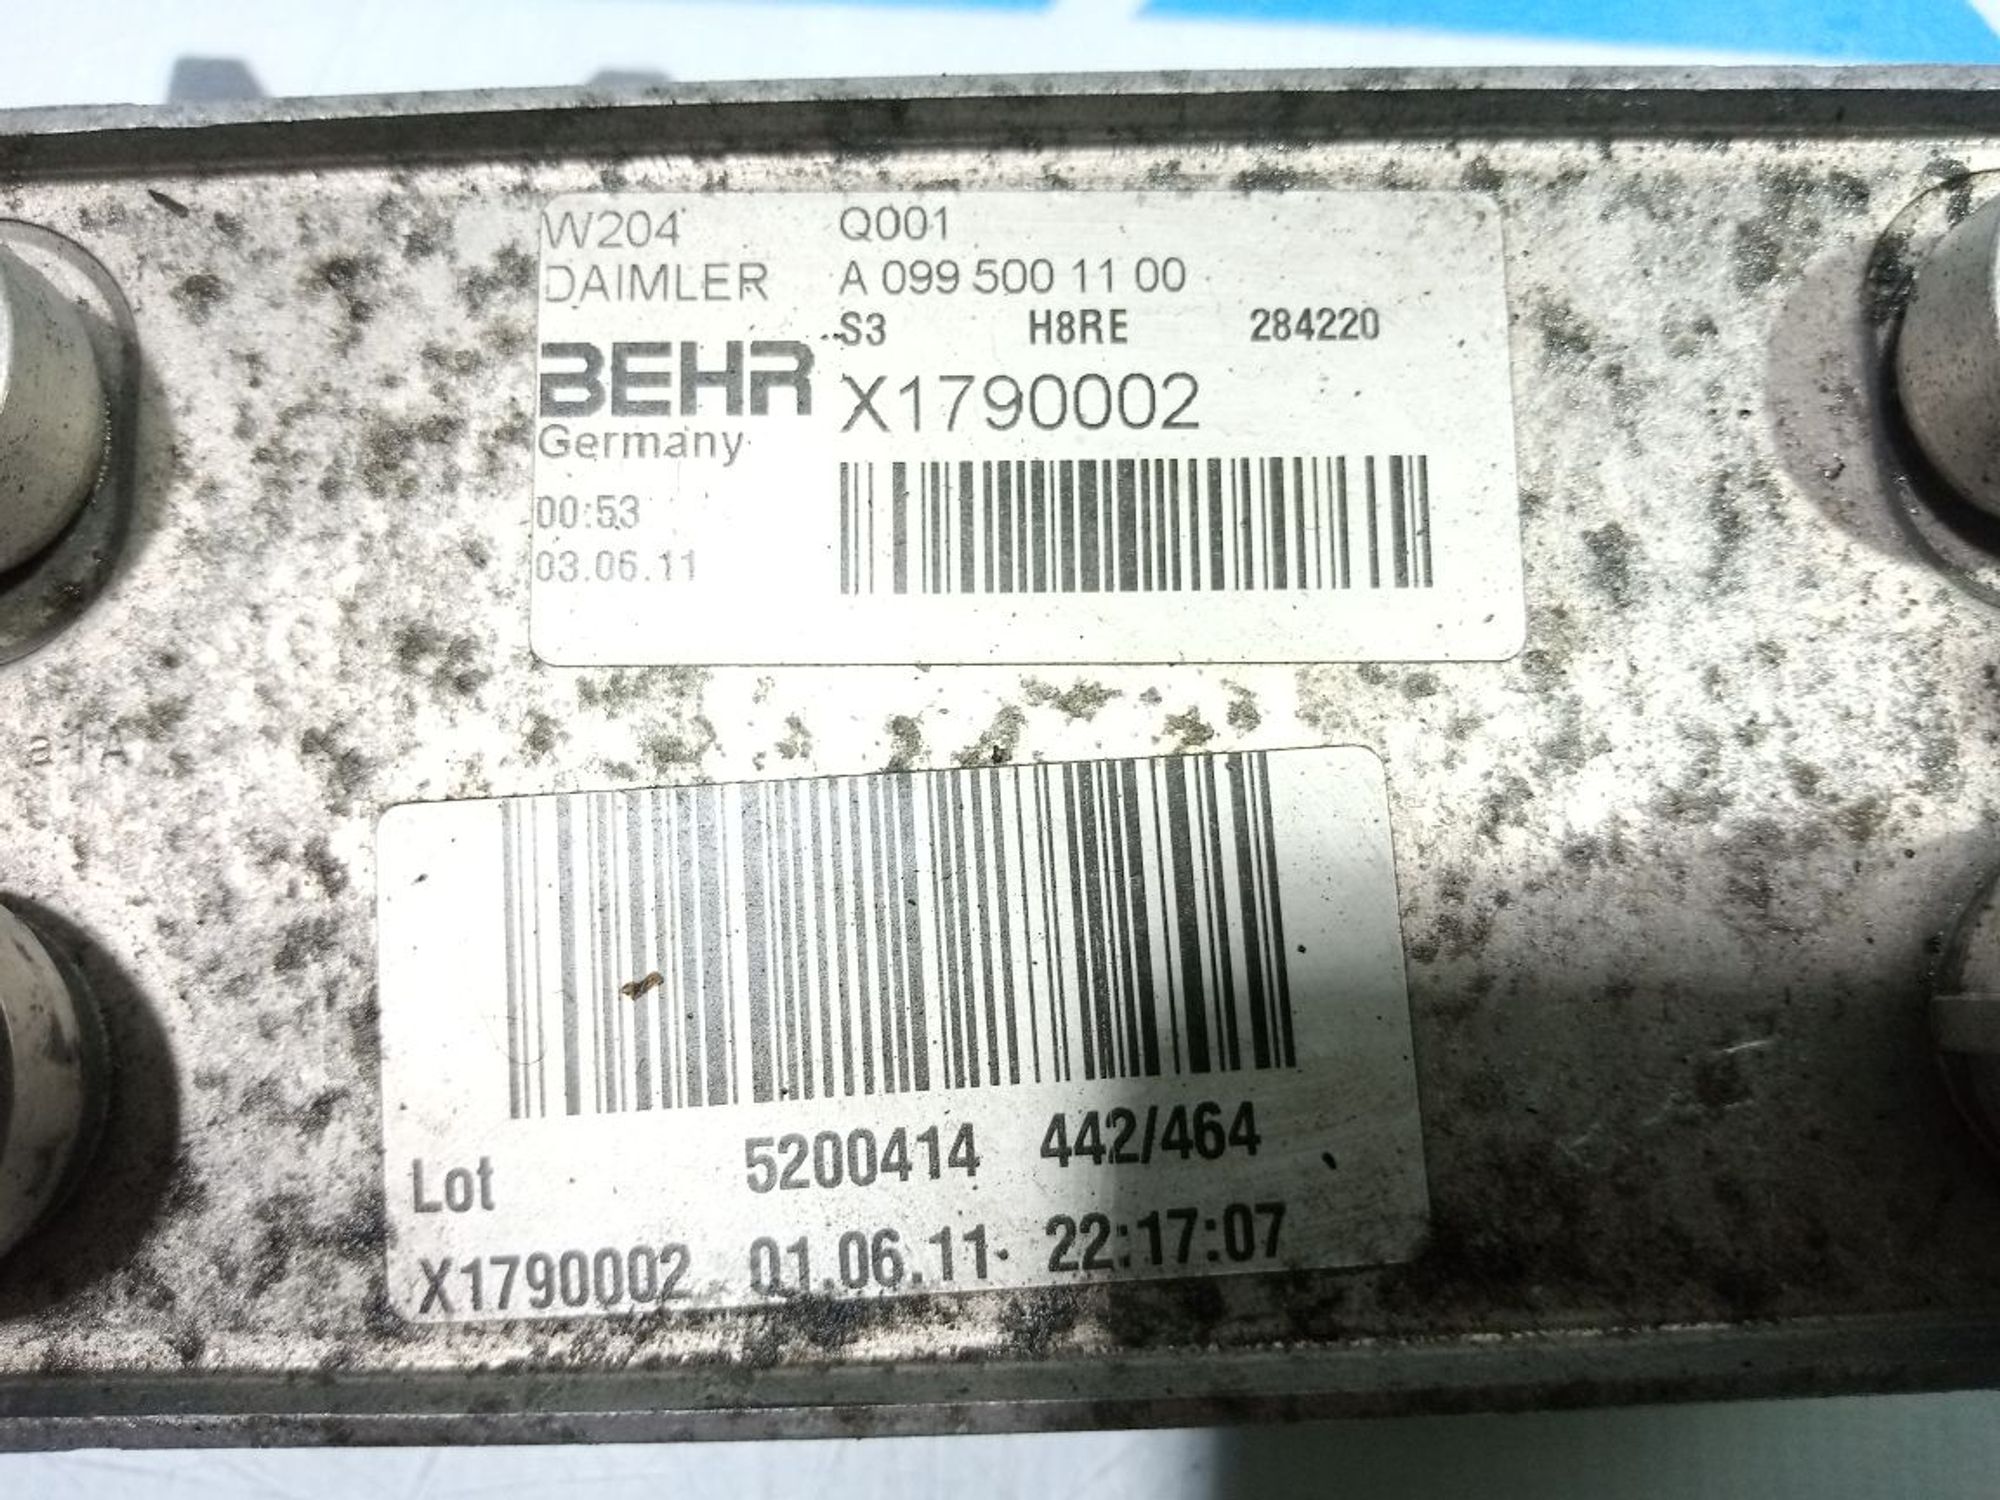 W204 Q001
DAIMLER A 099 500 11 00
S3 H8RE 284220
BEHR X1790002
Germany
00:53
03.06.11
Lot 5200414 442/464
X1790002 01.06.11 22:17:07